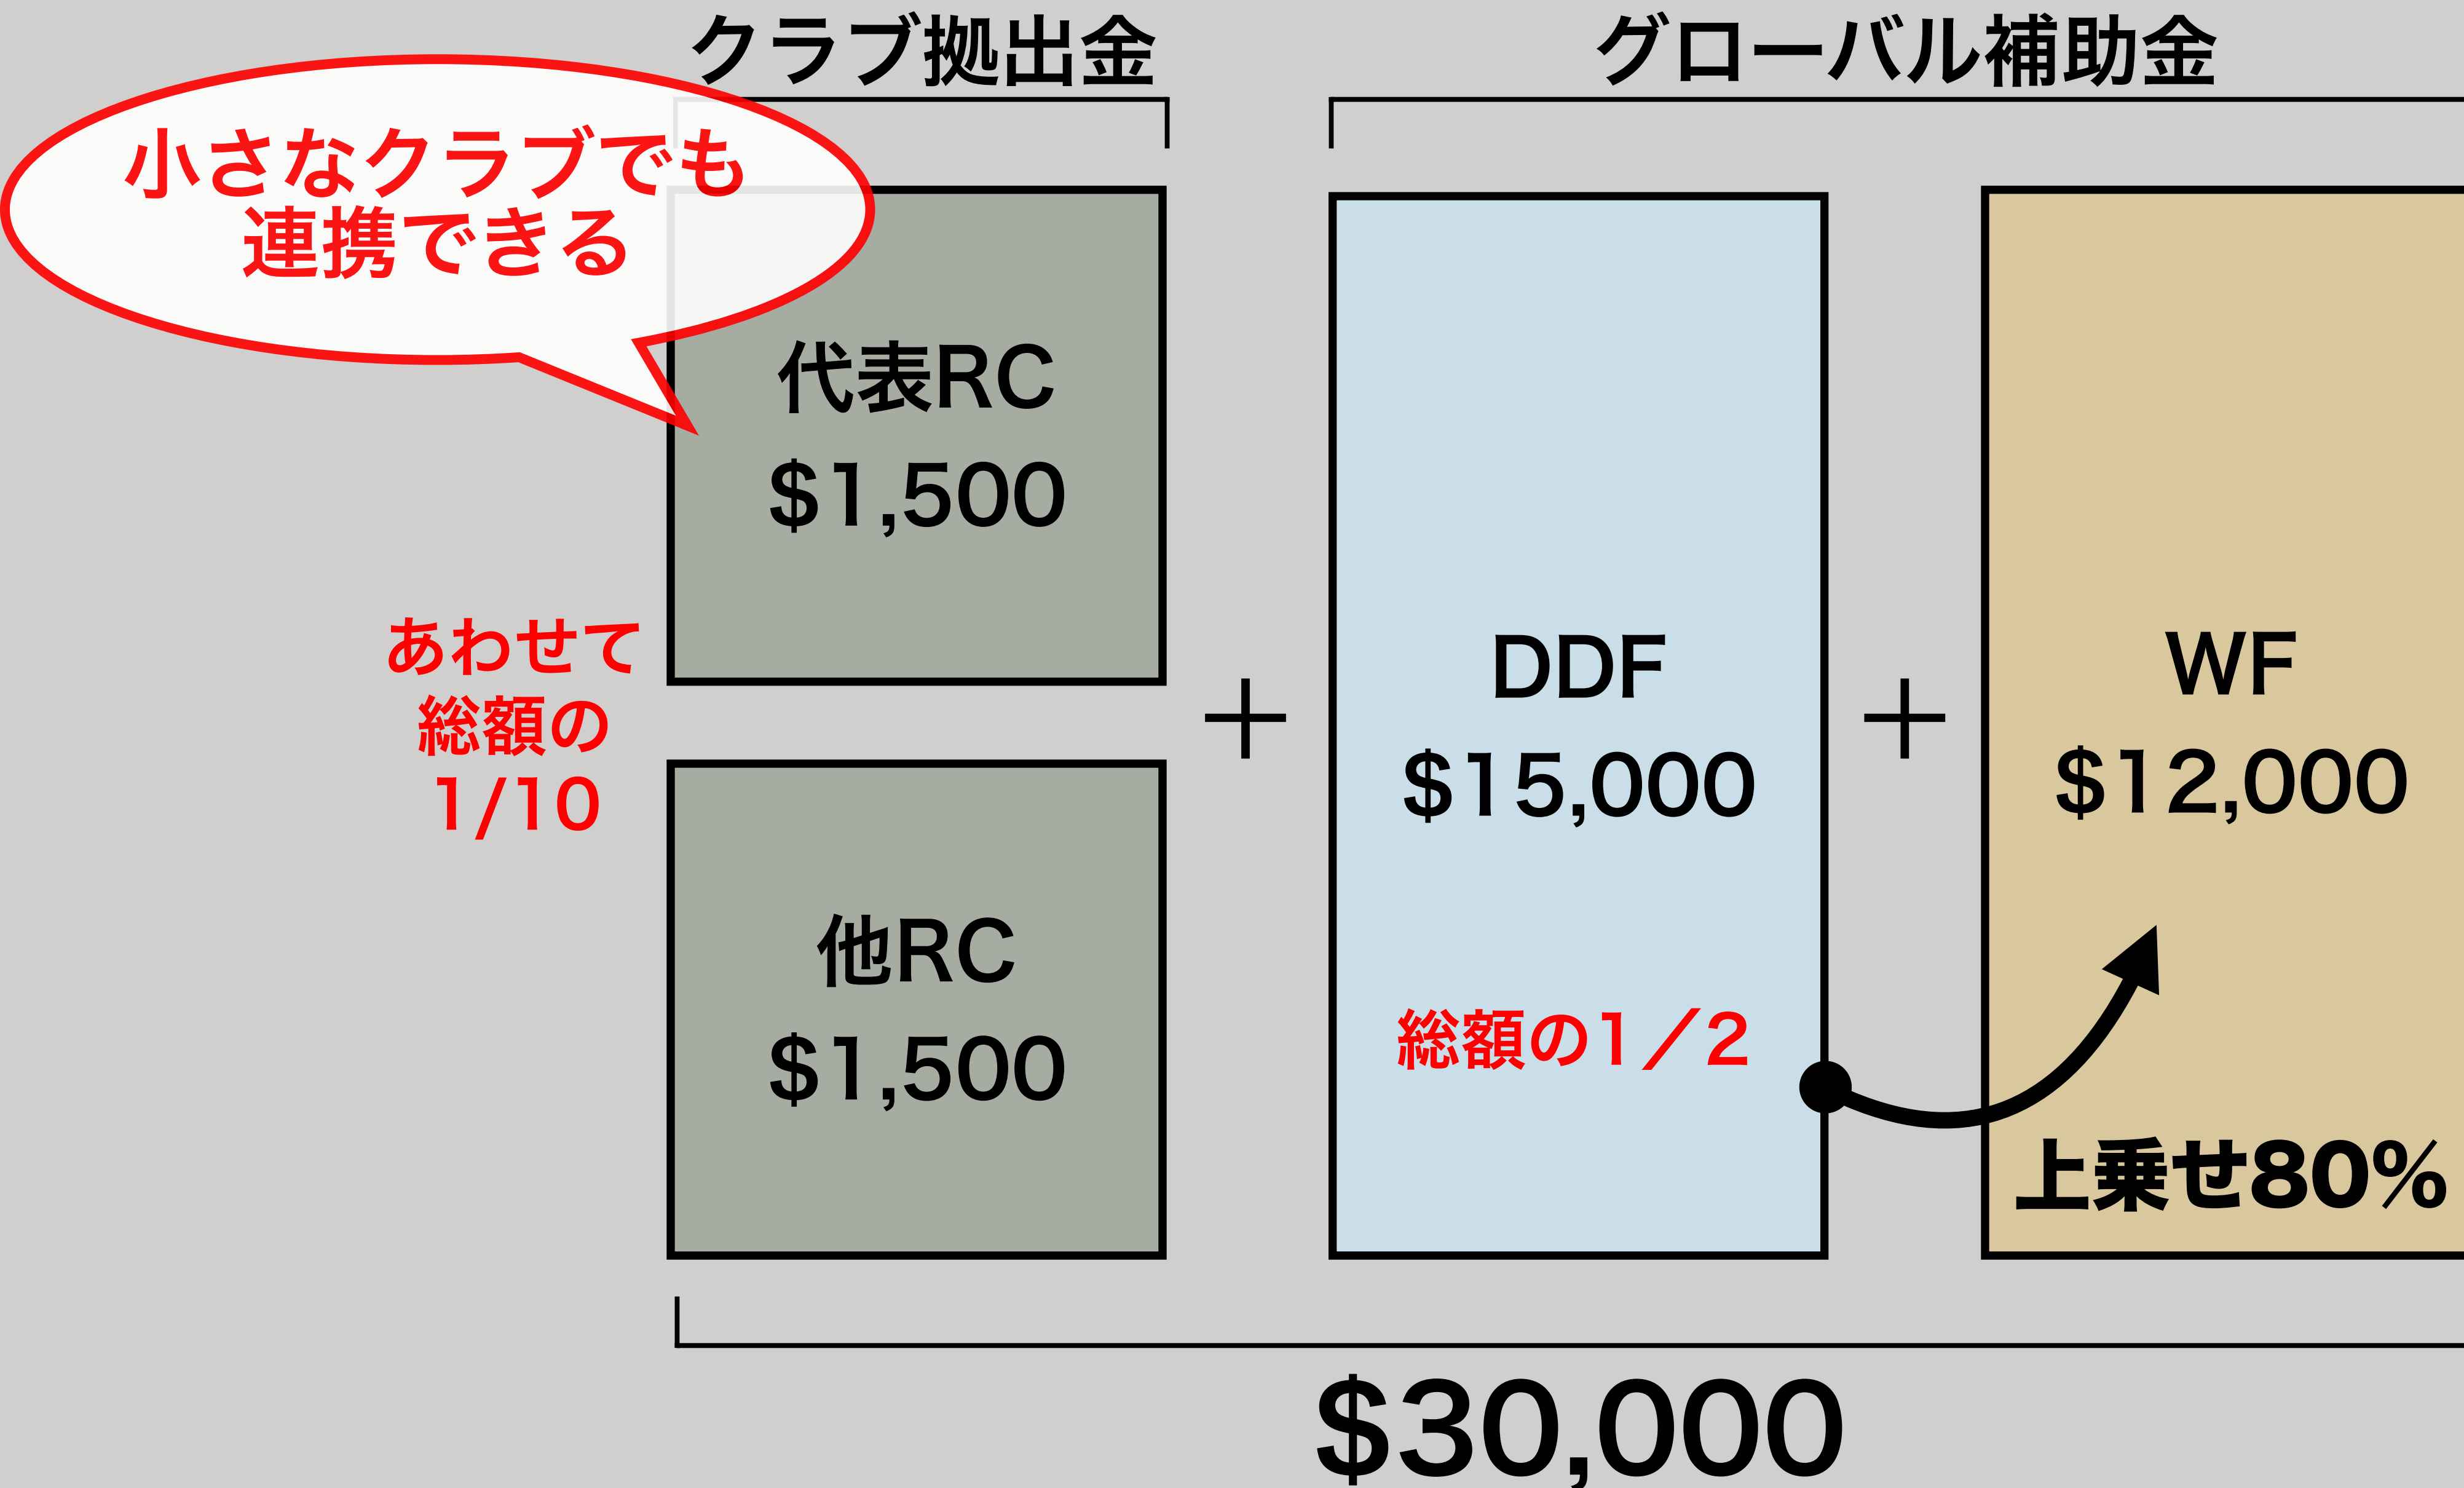 クラブ拠出金
グローバル補助金
小さなクラブでも
連携できる
代表RC
$1,500
あわせて
総額の
1/10
他RC
$1,500
+
DDF
$15,000
総額の1／2
+
WF
$12,000
上乗せ80%
$30,000